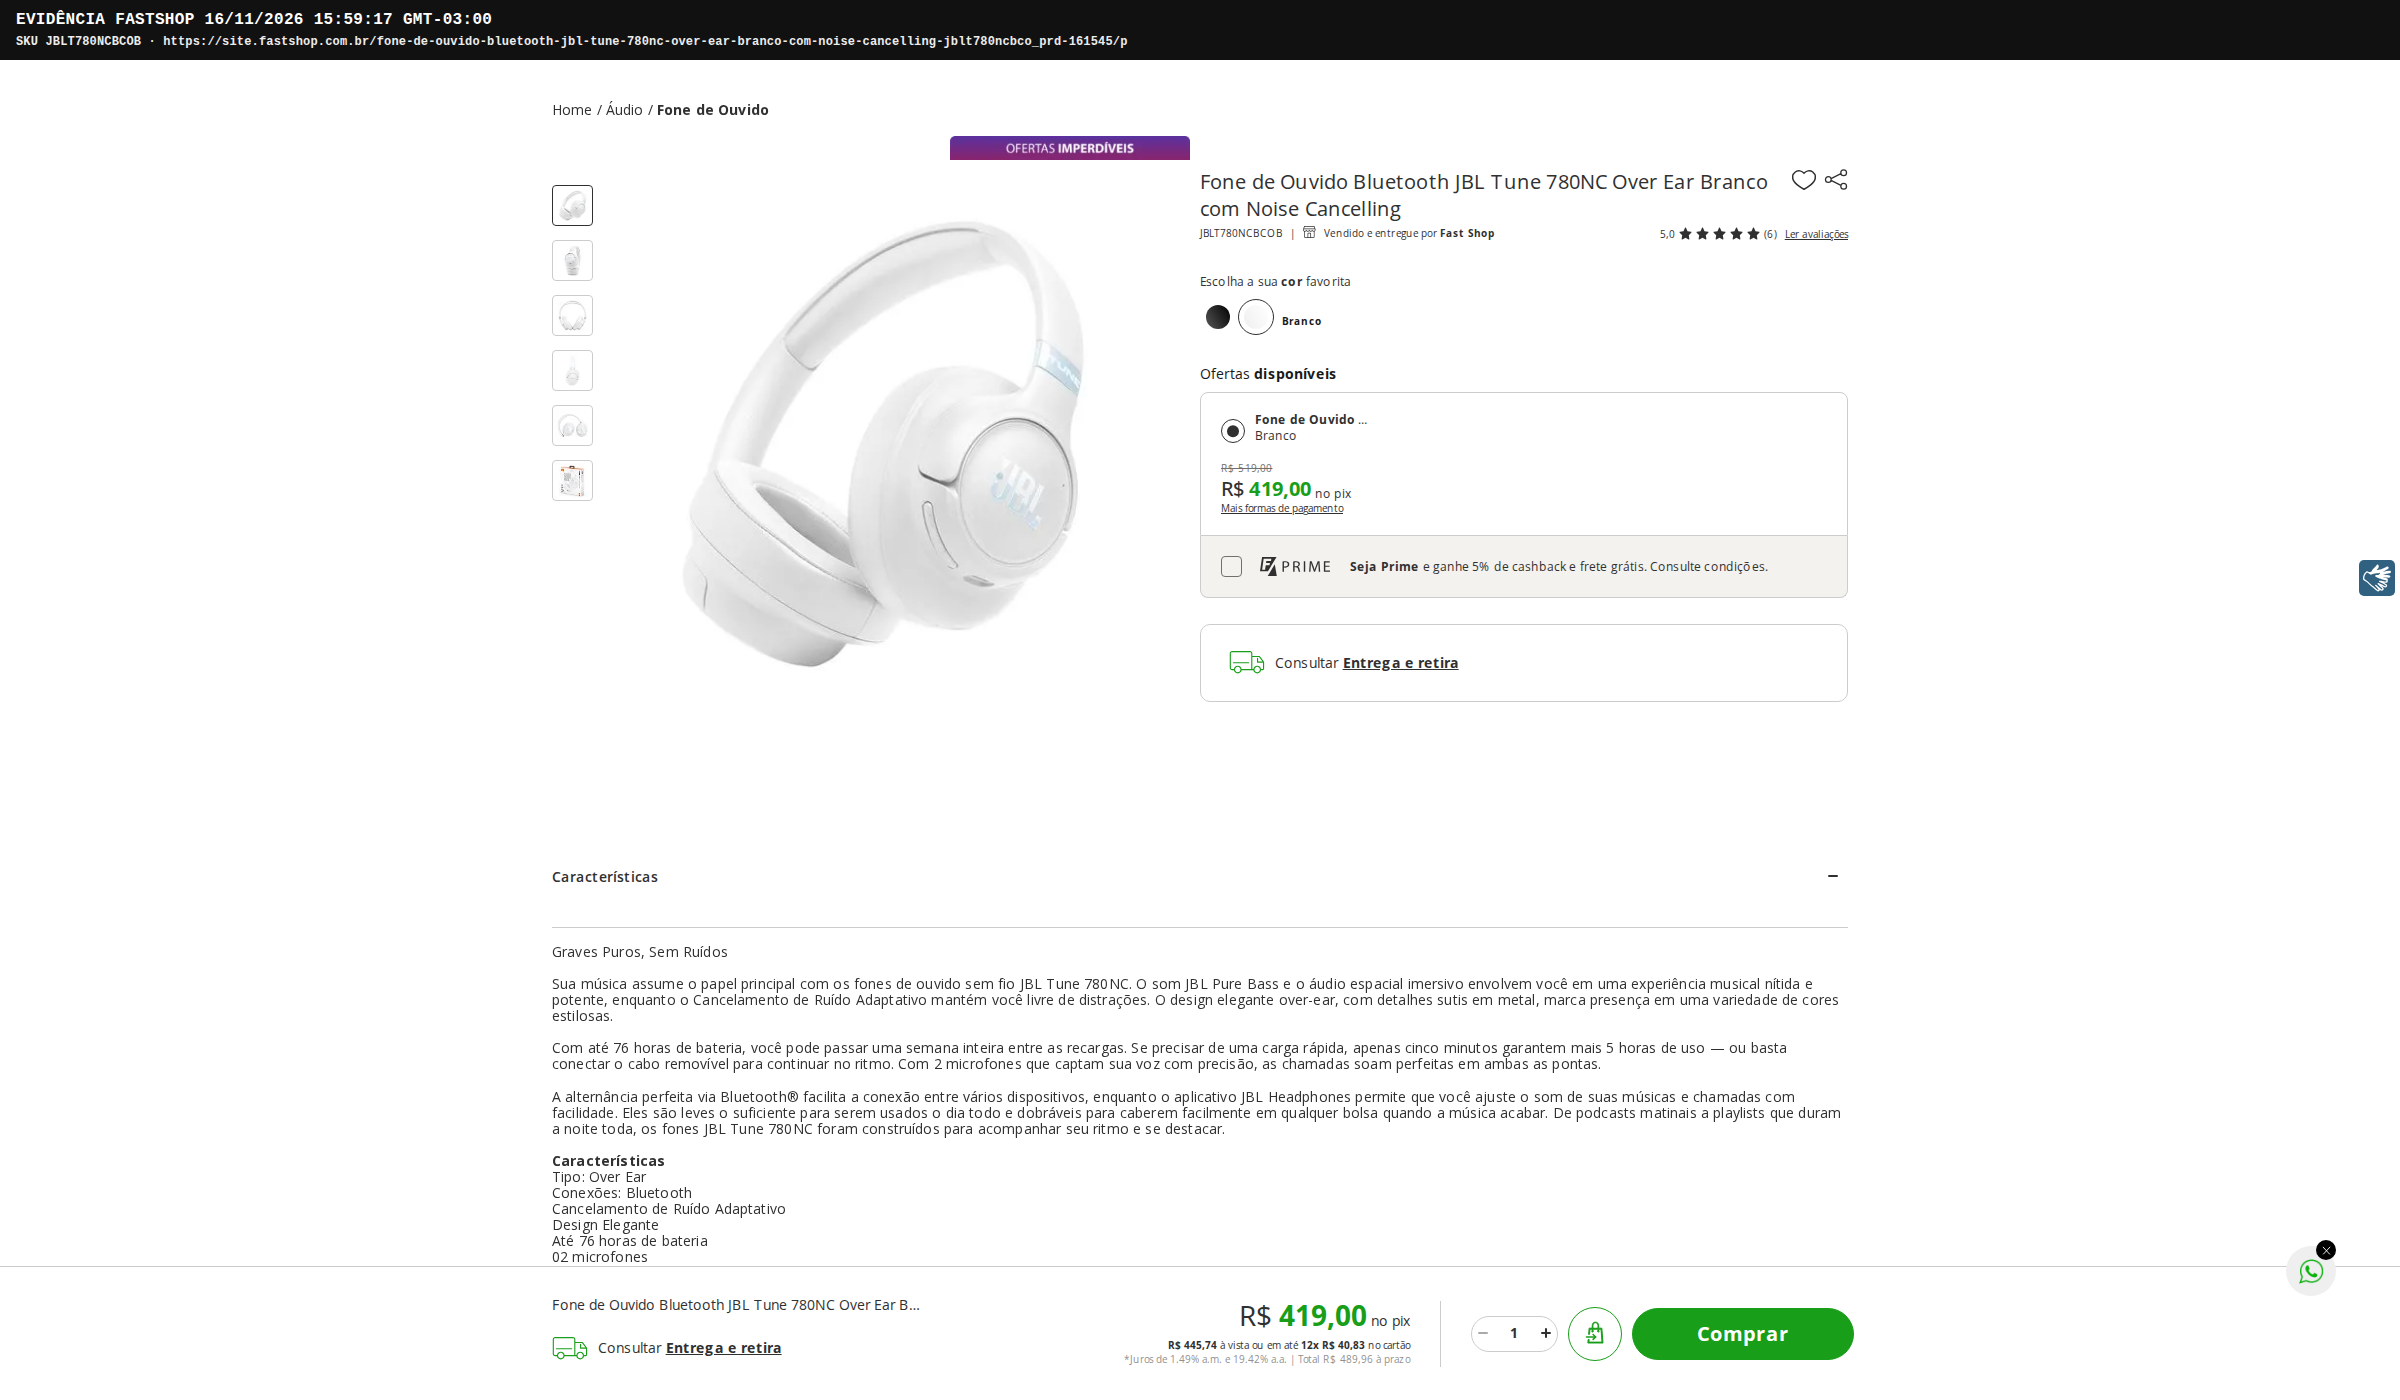 EVIDÊNCIA FASTSHOP 16/11/2026 15:59:17 GMT-03:00
SKU JBLT780NCBCOB · https://site.fastshop.com.br/fone-de-ouvido-bluetooth-jbl-tune-780nc-over-ear-branco-com-noise-cancelling-jblt780ncbco_prd-161545/p
Home / Áudio / Fone de Ouvido
OFERTAS IMPERDÍVEIS
Fone de Ouvido Bluetooth JBL Tune 780NC Over Ear Branco
com Noise Cancelling
JBLT780NCBCOB | Vendido e entregue por Fast Shop
5,0 (6) Ler avaliações
Escolha a sua cor favorita
Branco
TUNE
JBL
Ofertas disponíveis
Fone de Ouvido ...
Branco
R$ 519,00
R$ 419,00 no pix
Mais formas de pagamento
PRIME Seja Prime e ganhe 5% de cashback e frete grátis. Consulte condições.
Consultar Entrega e retira
Características
Graves Puros, Sem Ruídos
Sua música assume o papel principal com os fones de ouvido sem fio JBL Tune 780NC. O som JBL Pure Bass e o áudio espacial imersivo envolvem você em uma experiência musical nítida e
potente, enquanto o Cancelamento de Ruído Adaptativo mantém você livre de distrações. O design elegante over-ear, com detalhes sutis em metal, marca presença em uma variedade de cores
estilosas.
Com até 76 horas de bateria, você pode passar uma semana inteira entre as recargas. Se precisar de uma carga rápida, apenas cinco minutos garantem mais 5 horas de uso — ou basta
conectar o cabo removível para continuar no ritmo. Com 2 microfones que captam sua voz com precisão, as chamadas soam perfeitas em ambas as pontas.
A alternância perfeita via Bluetooth® facilita a conexão entre vários dispositivos, enquanto o aplicativo JBL Headphones permite que você ajuste o som de suas músicas e chamadas com
facilidade. Eles são leves o suficiente para serem usados o dia todo e dobráveis para caberem facilmente em qualquer bolsa quando a música acabar. De podcasts matinais a playlists que duram
a noite toda, os fones JBL Tune 780NC foram construídos para acompanhar seu ritmo e se destacar.
Características
Tipo: Over Ear
Conexões: Bluetooth
Cancelamento de Ruído Adaptativo
Design Elegante
Até 76 horas de bateria
02 microfones
Fone de Ouvido Bluetooth JBL Tune 780NC Over Ear B...
Consultar Entrega e retira
R$ 419,00 no pix
R$ 445,74 à vista ou em até 12x R$ 40,83 no cartão
*Juros de 1.49% a.m. e 19.42% a.a. | Total R$ 489,96 à prazo
1
Comprar